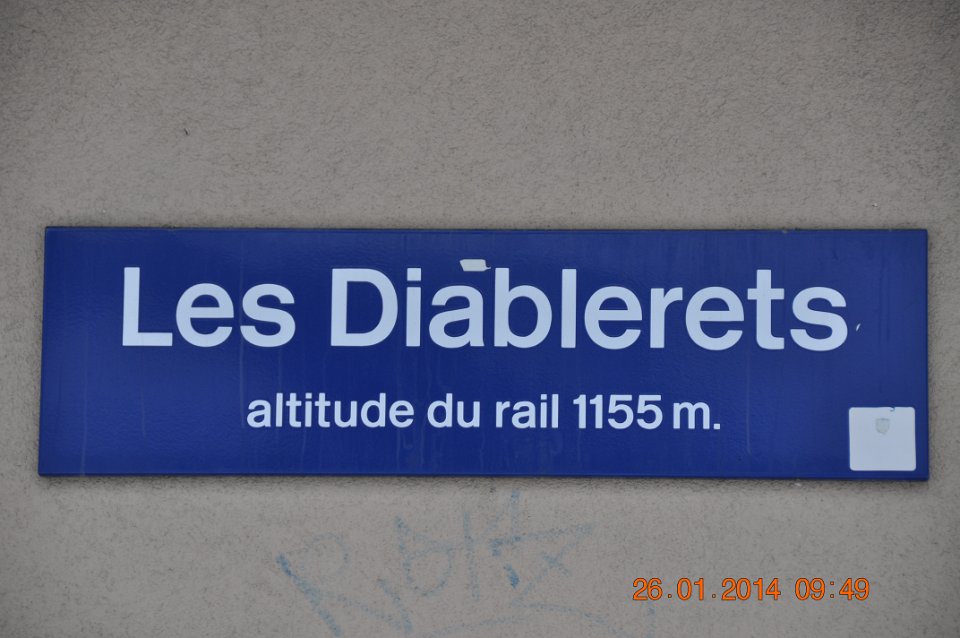 Les Diablerets
altitude du rail 1155 m.
26.01.2014 09:49